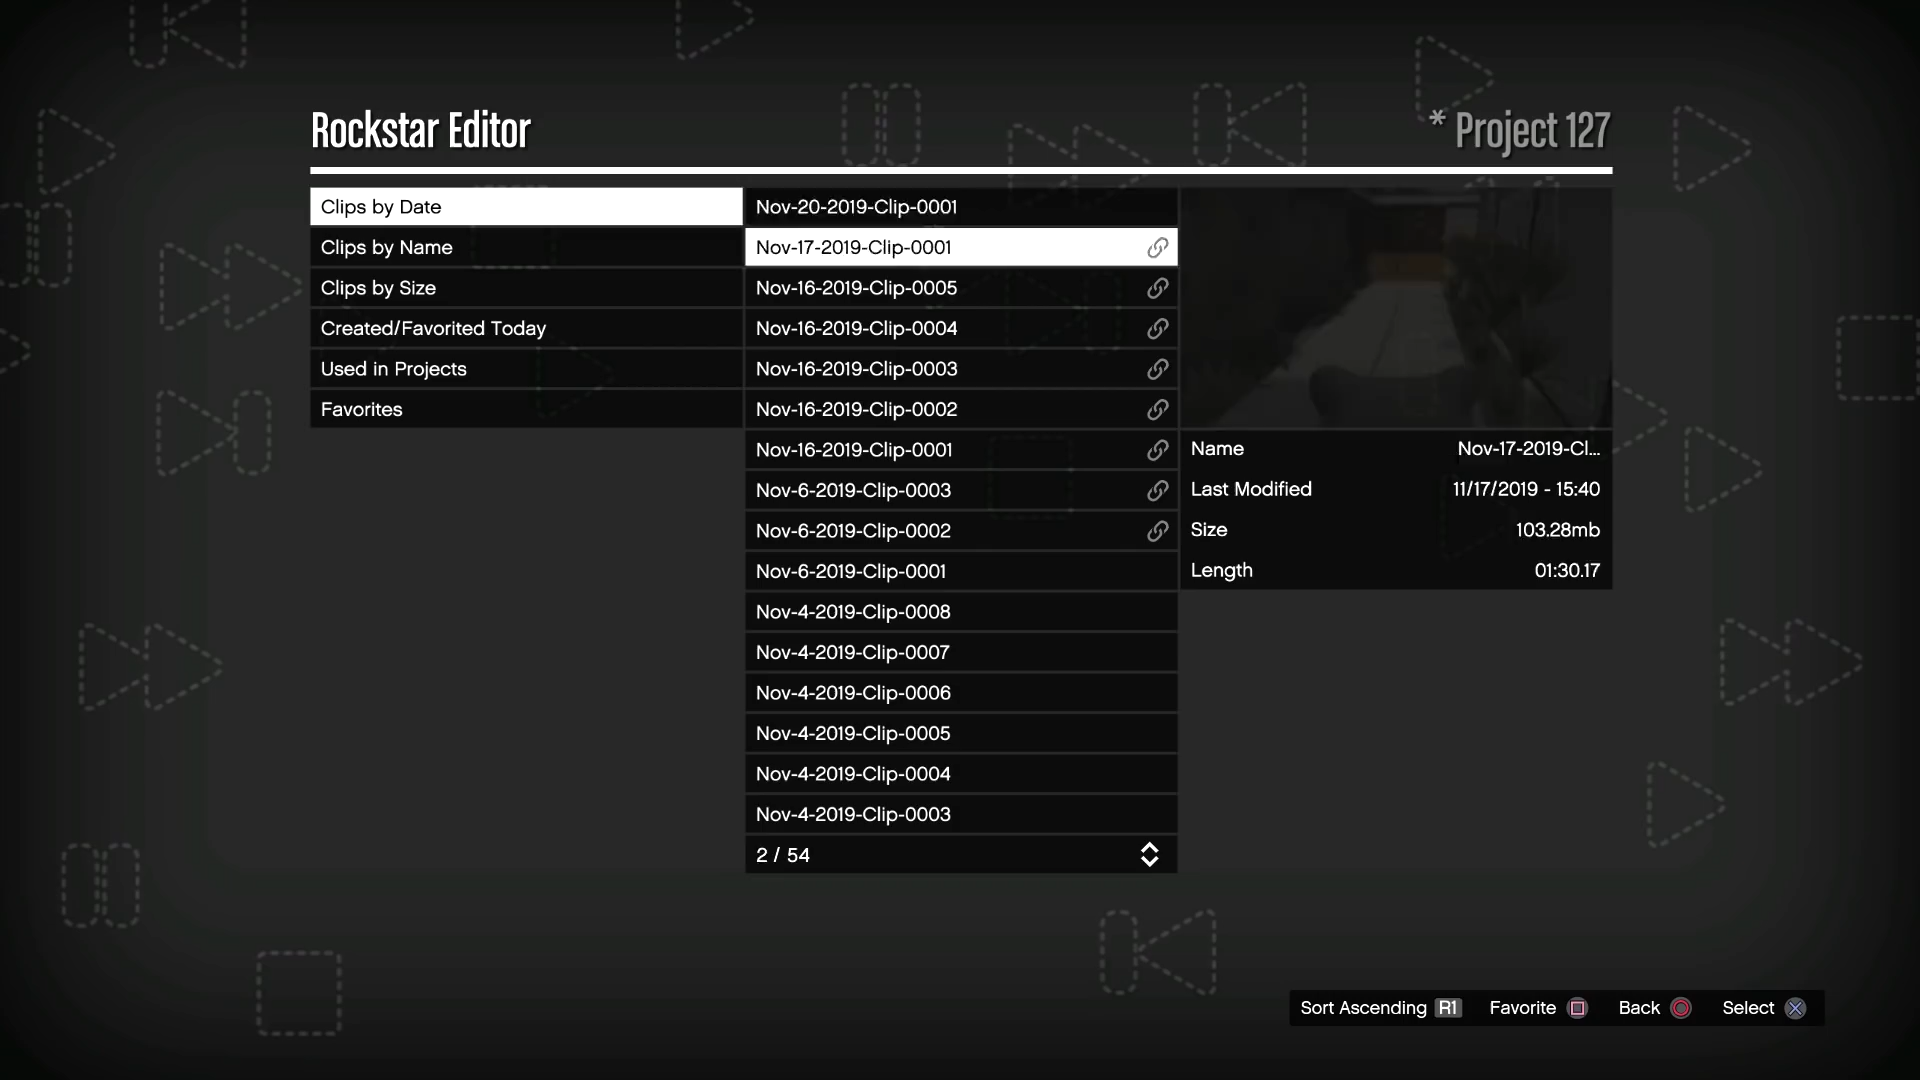 Rockstar Editor
* Project 127
Clips by Date
Clips by Name
Clips by Size
Created/Favorited Today
Used in Projects
Favorites
Nov-20-2019-Clip-0001
Nov-17-2019-Clip-0001
Nov-16-2019-Clip-0005
Nov-16-2019-Clip-0004
Nov-16-2019-Clip-0003
Nov-16-2019-Clip-0002
Nov-16-2019-Clip-0001
Nov-6-2019-Clip-0003
Nov-6-2019-Clip-0002
Nov-6-2019-Clip-0001
Nov-4-2019-Clip-0008
Nov-4-2019-Clip-0007
Nov-4-2019-Clip-0006
Nov-4-2019-Clip-0005
Nov-4-2019-Clip-0004
Nov-4-2019-Clip-0003
2 / 54
Name Nov-17-2019-Cl...
Last Modified 11/17/2019 - 15:40
Size 103.28mb
Length 01:30.17
Sort Ascending R1 Favorite Back Select